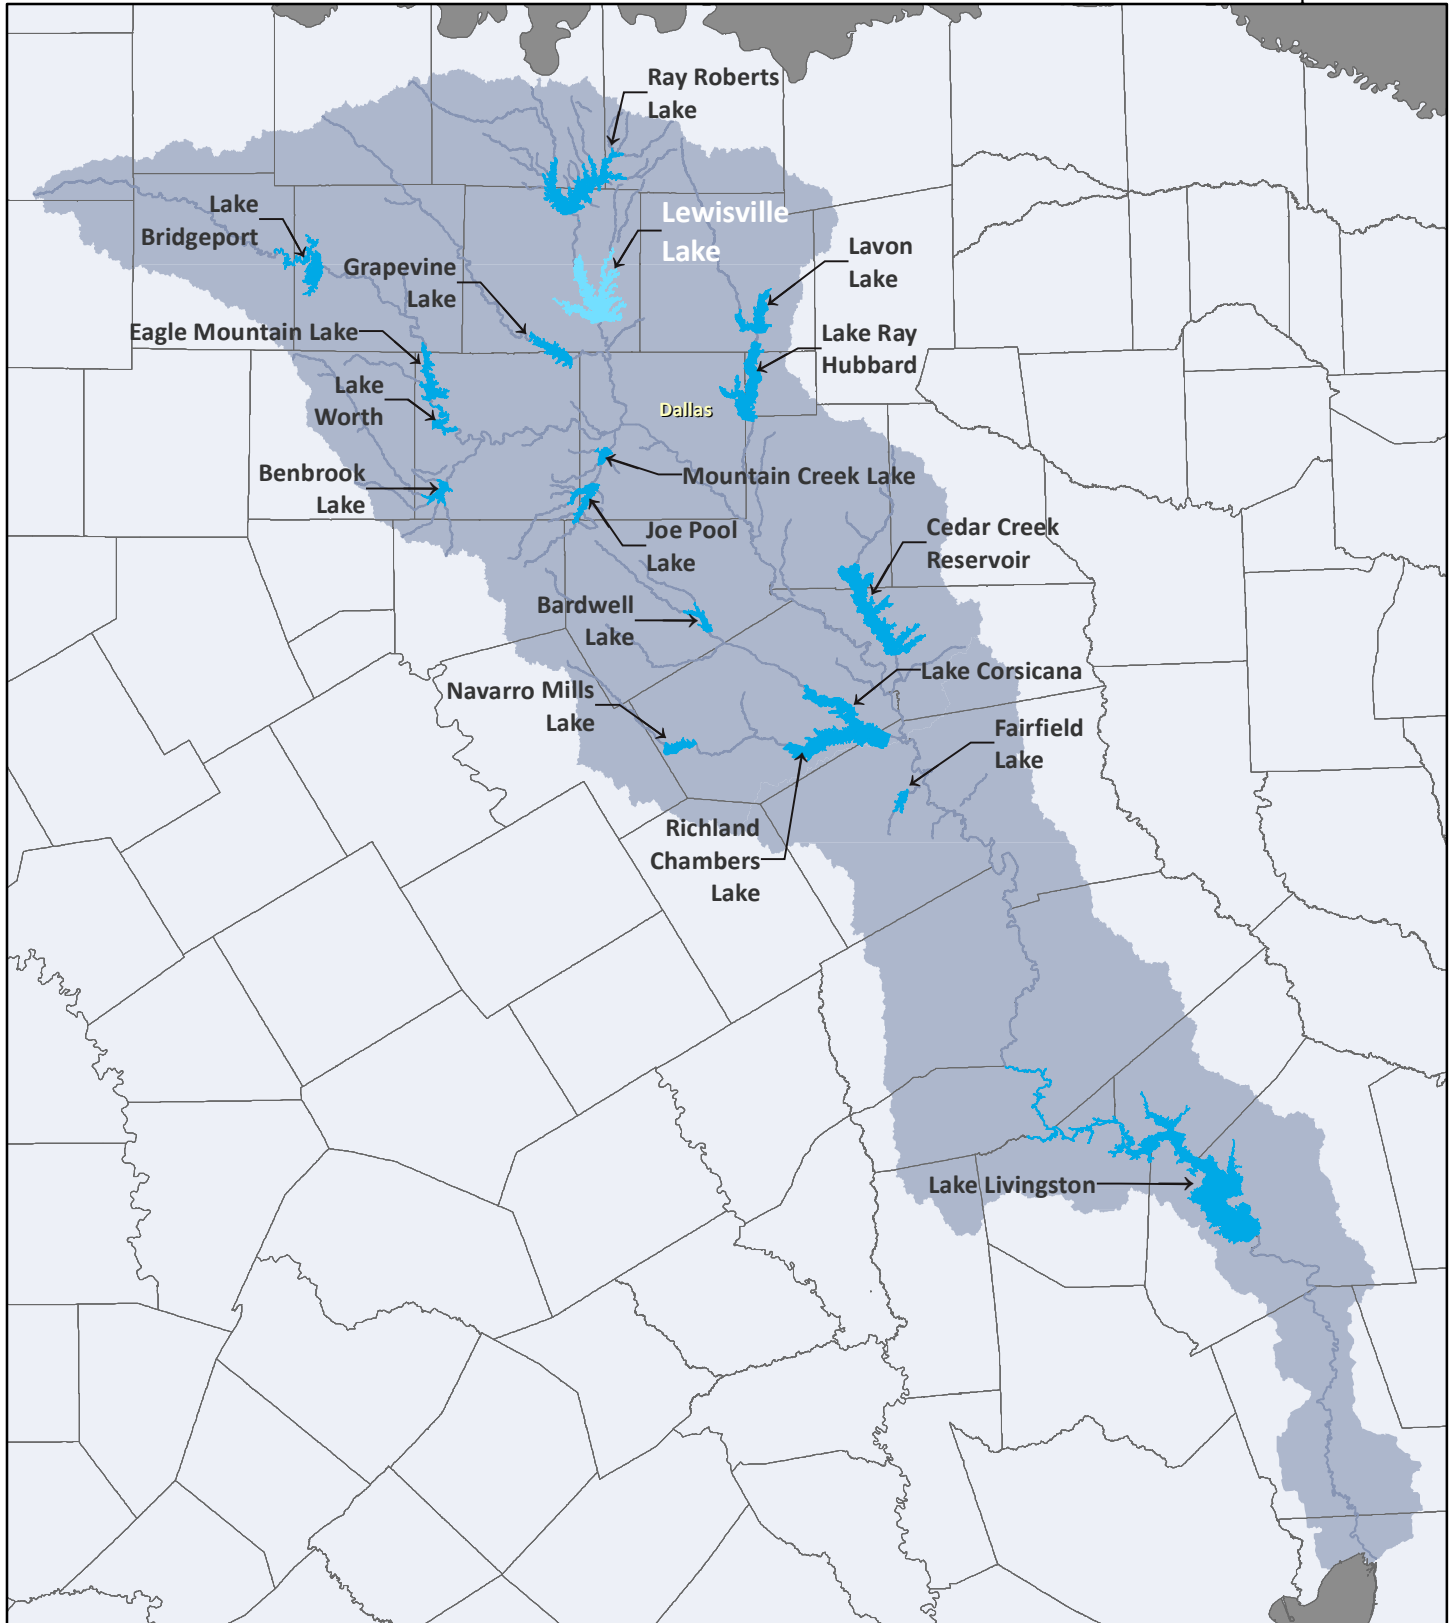 Ray Roberts
Lake
Lake
Bridgeport
Lewisville
Lake
Grapevine
Lake
Lavon
Lake
Eagle Mountain Lake
Lake Ray
Hubbard
Lake
Worth
Dallas
Benbrook
Lake
Mountain Creek Lake
Joe Pool
Lake
Cedar Creek
Reservoir
Bardwell
Lake
Lake Corsicana
Navarro Mills
Lake
Fairfield
Lake
Richland
Chambers
Lake
Lake Livingston